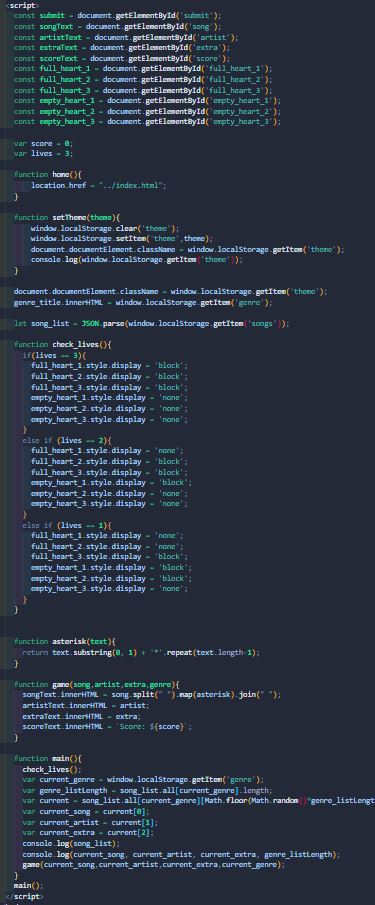 <script>
const submit = document.getElementById('submit');
const songText = document.getElementById('song');
const artistText = document.getElementById('artist');
const extraText = document.getElementById('extra');
const scoreText = document.getElementById('score');
const full_heart_1 = document.getElementById('full_heart_1');
const full_heart_2 = document.getElementById('full_heart_2');
const full_heart_3 = document.getElementById('full_heart_3');
const empty_heart_1 = document.getElementById('empty_heart_1');
const empty_heart_2 = document.getElementById('empty_heart_2');
const empty_heart_3 = document.getElementById('empty_heart_3');
var score = 0;
var lives = 3;
function home(){
location.href = "../index.html";
}
function setTheme(theme){
window.localStorage.clear('theme');
window.localStorage.setItem('theme',theme);
document.documentElement.className = window.localStorage.getItem('theme');
console.log(window.localStorage.getItem('theme'));
}
document.documentElement.className = window.localStorage.getItem('theme');
genre_title.innerHTML = window.localStorage.getItem('genre');
let song_list = JSON.parse(window.localStorage.getItem('songs'));
function check_lives(){
if(lives == 3){
full_heart_1.style.display = 'block';
full_heart_2.style.display = 'block';
full_heart_3.style.display = 'block';
empty_heart_1.style.display = 'none';
empty_heart_2.style.display = 'none';
empty_heart_3.style.display = 'none';
}
else if (lives == 2){
full_heart_1.style.display = 'none';
full_heart_2.style.display = 'block';
full_heart_3.style.display = 'block';
empty_heart_1.style.display = 'block';
empty_heart_2.style.display = 'none';
empty_heart_3.style.display = 'none';
}
else if (lives == 1){
full_heart_1.style.display = 'none';
full_heart_2.style.display = 'none';
full_heart_3.style.display = 'block';
empty_heart_1.style.display = 'block';
empty_heart_2.style.display = 'block';
empty_heart_3.style.display = 'none';
}
}
function asterisk(text){
return text.substring(0, 1) + '*'.repeat(text.length-1);
}
function game(song,artist,extra,genre){
songText.innerHTML = song.split(" ").map(asterisk).join(" ");
artistText.innerHTML = artist;
extraText.innerHTML = extra;
scoreText.innerHTML = `Score: ${score}`;
}
function main(){
check_lives();
var current_genre = window.localStorage.getItem('genre');
var genre_listLength = song_list.all[current_genre].length;
var current = song_list.all[current_genre][Math.floor(Math.random()*genre_listLengt
var current_song = current[0];
var current_artist = current[1];
var current_extra = current[2];
console.log(song_list);
console.log(current_song, current_artist, current_extra, genre_listLength);
game(current_song,current_artist,current_extra,current_genre);
}
main();
</script>